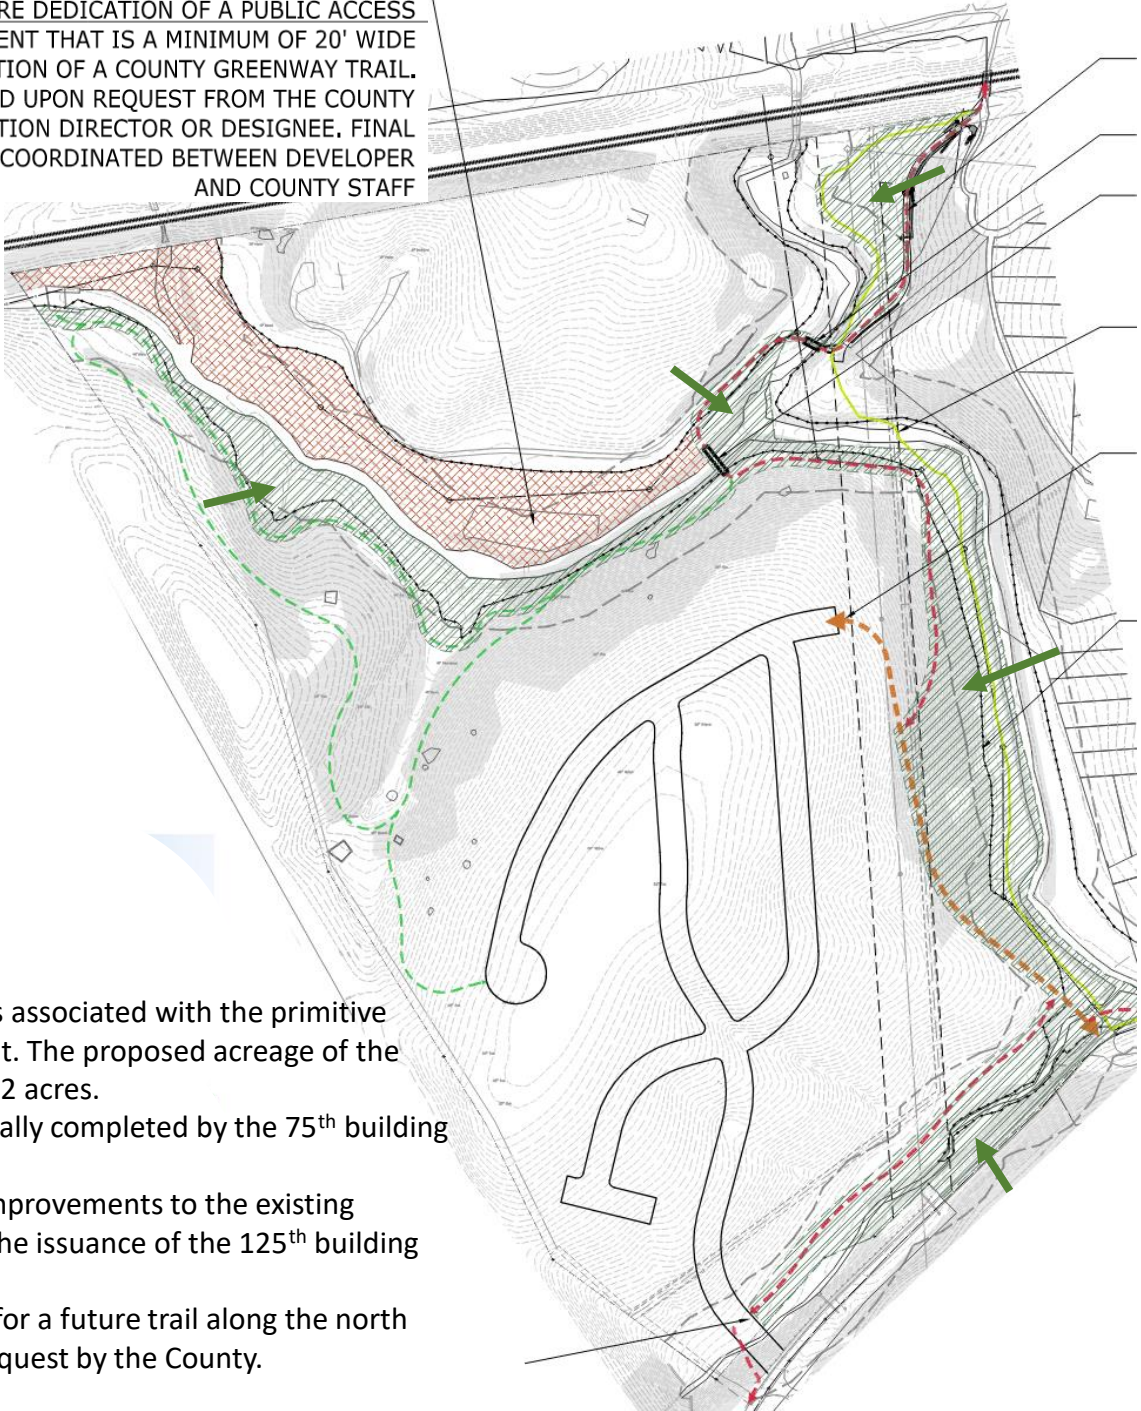 RE DEDICATION OF A PUBLIC ACCESS
ENT THAT IS A MINIMUM OF 20' WIDE
TION OF A COUNTY GREENWAY TRAIL.
D UPON REQUEST FROM THE COUNTY
TION DIRECTOR OR DESIGNEE. FINAL
COORDINATED BETWEEN DEVELOPER
AND COUNTY STAFF
s associated with the primitive
t. The proposed acreage of the
2 acres.
ally completed by the 75th building
nprovements to the existing
he issuance of the 125th building
for a future trail along the north
quest by the County.